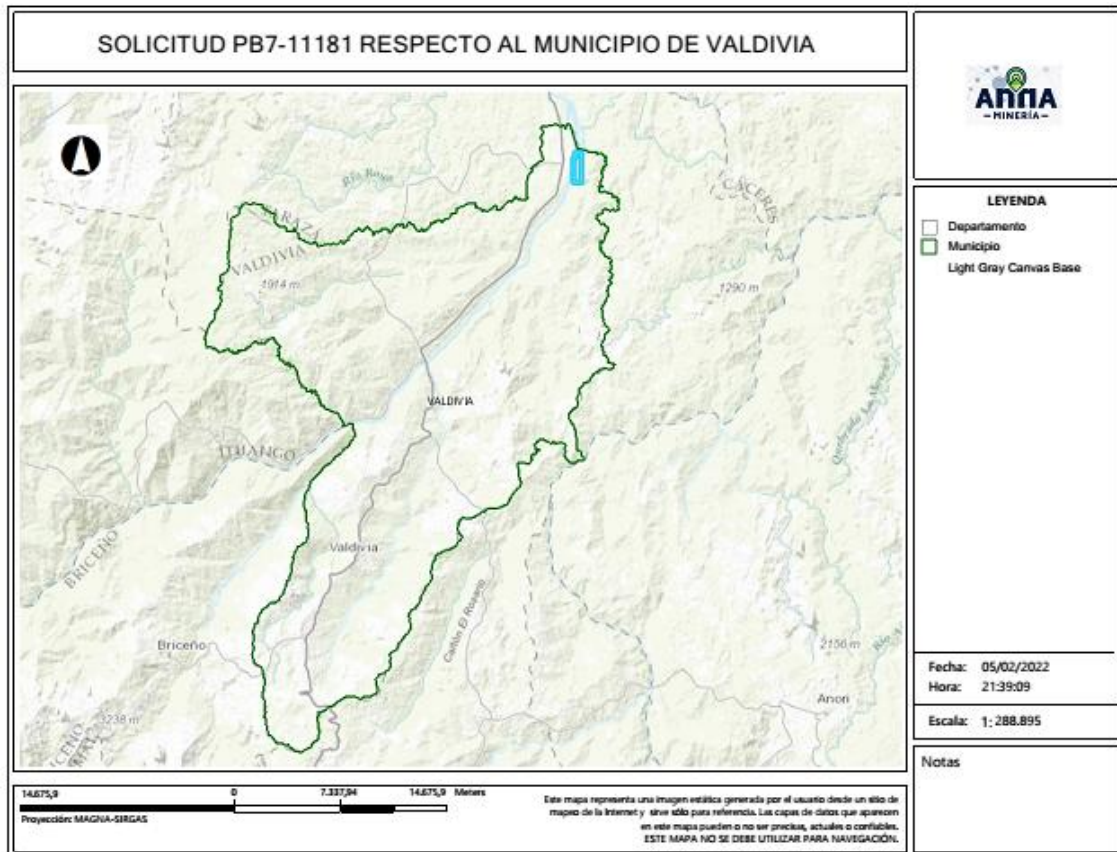 SOLICITUD PB7-11181 RESPECTO AL MUNICIPIO DE VALDIVIA
ANNA
-MINERÍA-
LEYENDA
Departamento
Municipio
Light Gray Canvas Base
Río Rayo
TARAZA
CÁCERES
VALDIVIA
1914 m
1290 m
VALDIVIA
ITUANGO
BRICEÑO
Valdivia
Cañón El Rosario
Briceño
2156 m
Anorí
3238 m
Fecha: 05/02/2022
Hora: 21:39:09
Escala: 1: 288.895
Notas
14.675,9 0 7.337,94 14.675,9 Meters
Proyección: MAGNA-SIRGAS
Este mapa representa una imagen estática generada por el usuario desde un sitio de
mapeo de la Internet y sirve sólo para referencia. Las capas de datos que aparecen
en este mapa pueden o no ser precisas, actuales o confiables.
ESTE MAPA NO SE DEBE UTILIZAR PARA NAVEGACIÓN.